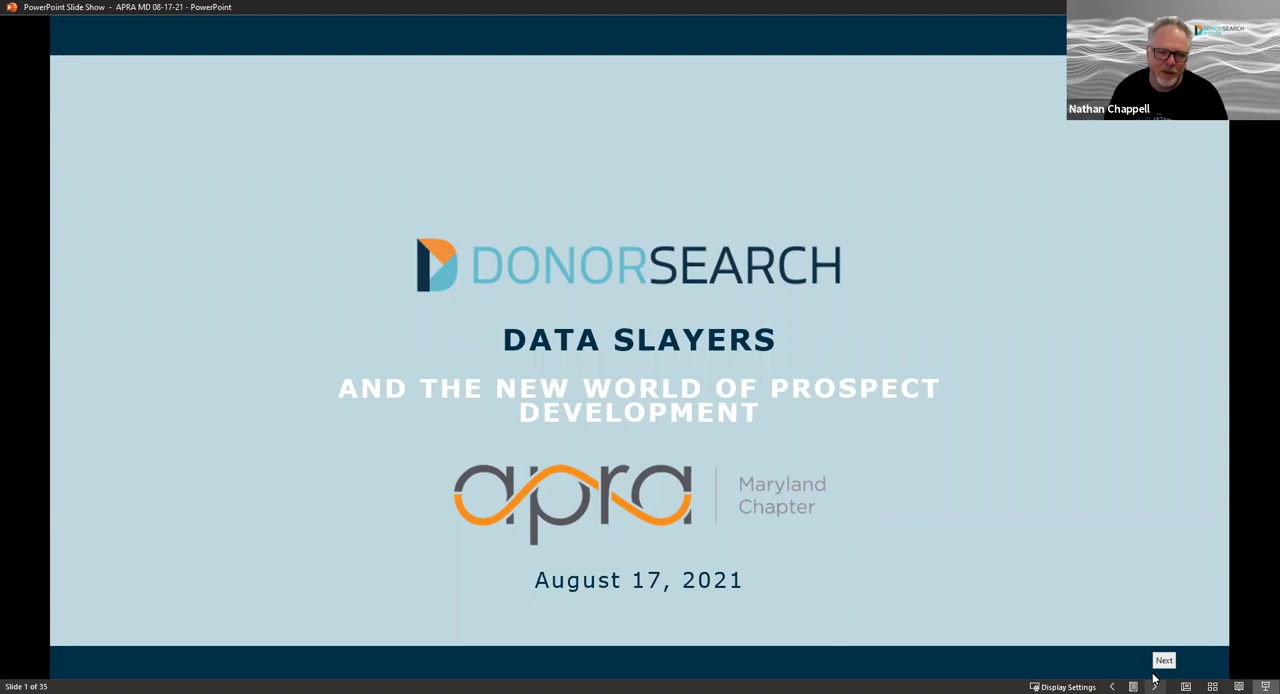 PowerPoint Slide Show - APRA MD 08-17-21 - PowerPoint
DONORSEARCH
Nathan Chappell
DONORSEARCH
DATA SLAYERS
AND THE NEW WORLD OF PROSPECT
DEVELOPMENT
apra
Maryland
Chapter
August 17, 2021
Next
Slide 1 of 35
Display Settings